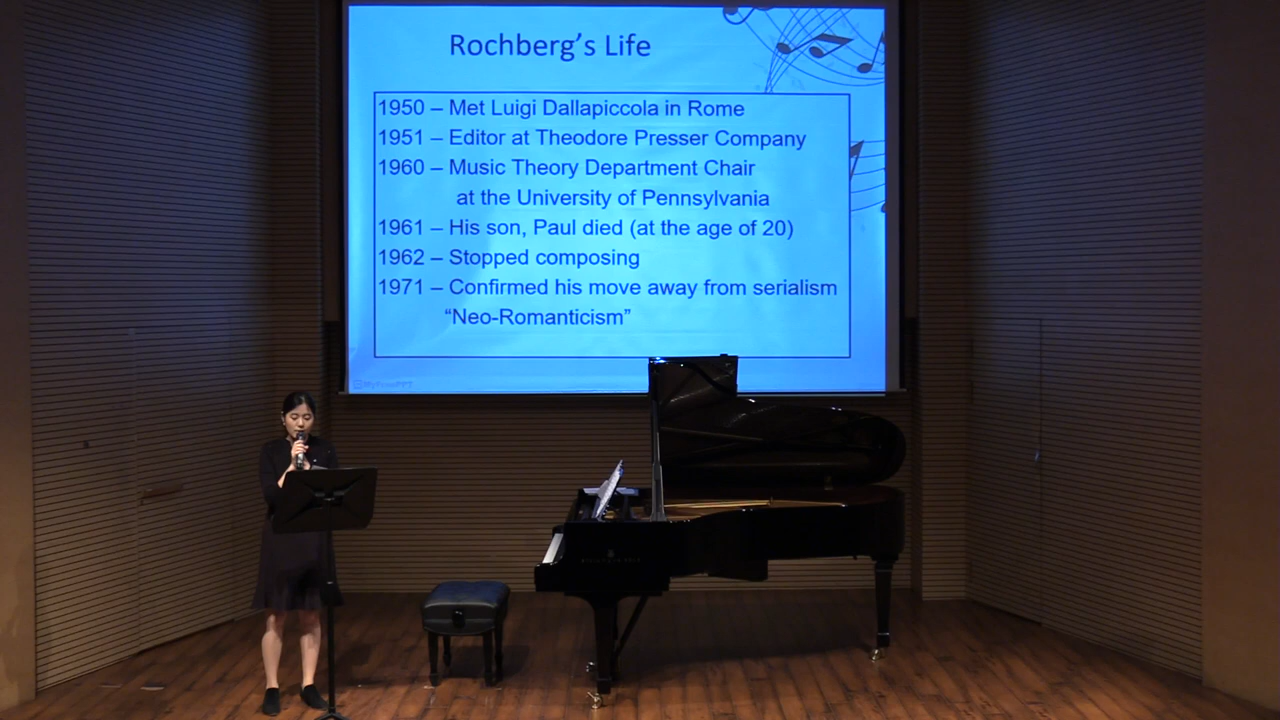 Rochberg's Life
1950 – Met Luigi Dallapiccola in Rome
1951 – Editor at Theodore Presser Company
1960 – Music Theory Department Chair
at the University of Pennsylvania
1961 – His son, Paul died (at the age of 20)
1962 – Stopped composing
1971 – Confirmed his move away from serialism
“Neo-Romanticism”